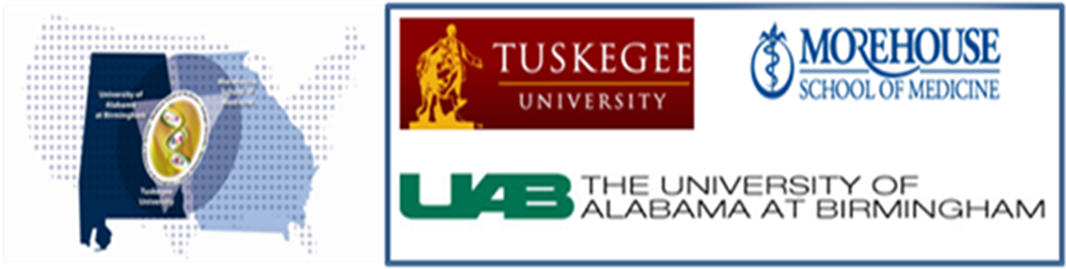 University of
Alabama
at Birmingham
Tuskegee
University
TUSKEGEE
UNIVERSITY
MOREHOUSE
SCHOOL OF MEDICINE
UAB THE UNIVERSITY OF
ALABAMA AT BIRMINGHAM